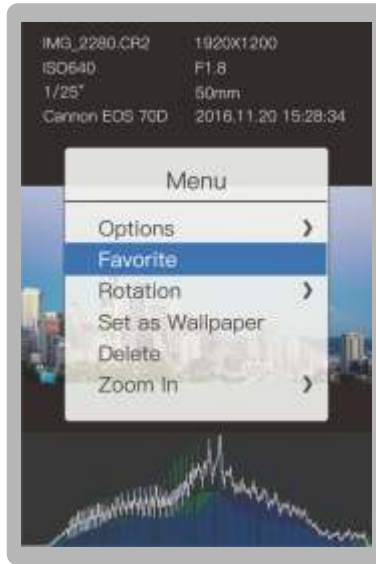 IMG_2280.CR2 1920X1200
ISO640 F1.8
1/25" 50mm
Cannon EOS 70D 2016.11.20 15:28:34
Menu
Options ❯
Favorite
Rotation ❯
Set as Wallpaper
Delete
Zoom In ❯